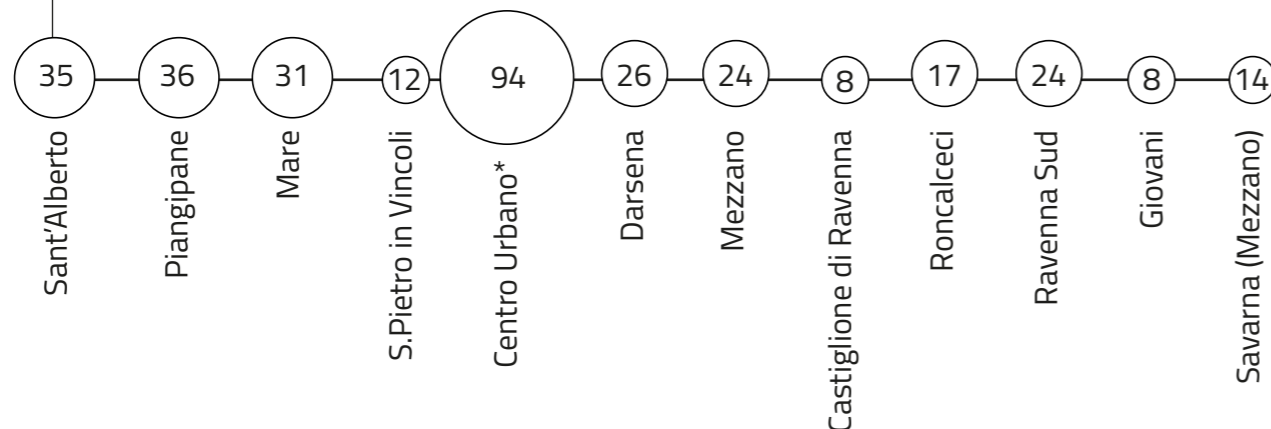 35
36
31
12
94
26
24
8
17
24
8
14
Sant'Alberto
Piangipane
Mare
S.Pietro in Vincoli
Centro Urbano*
Darsena
Mezzano
Castiglione di Ravenna
Roncalceci
Ravenna Sud
Giovani
Savarna (Mezzano)